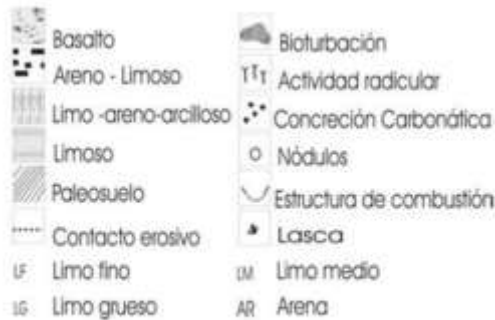 Basalto
Areno - Limoso
Limo -areno-arcilloso
Limoso
Paleosuelo
Contacto erosivo
LF Limo fino
LG Limo grueso
Bioturbación
Actividad radicular
Concreción Carbonática
Nódulos
Estructura de combustión
Lasca
LM Limo medio
AR Arena